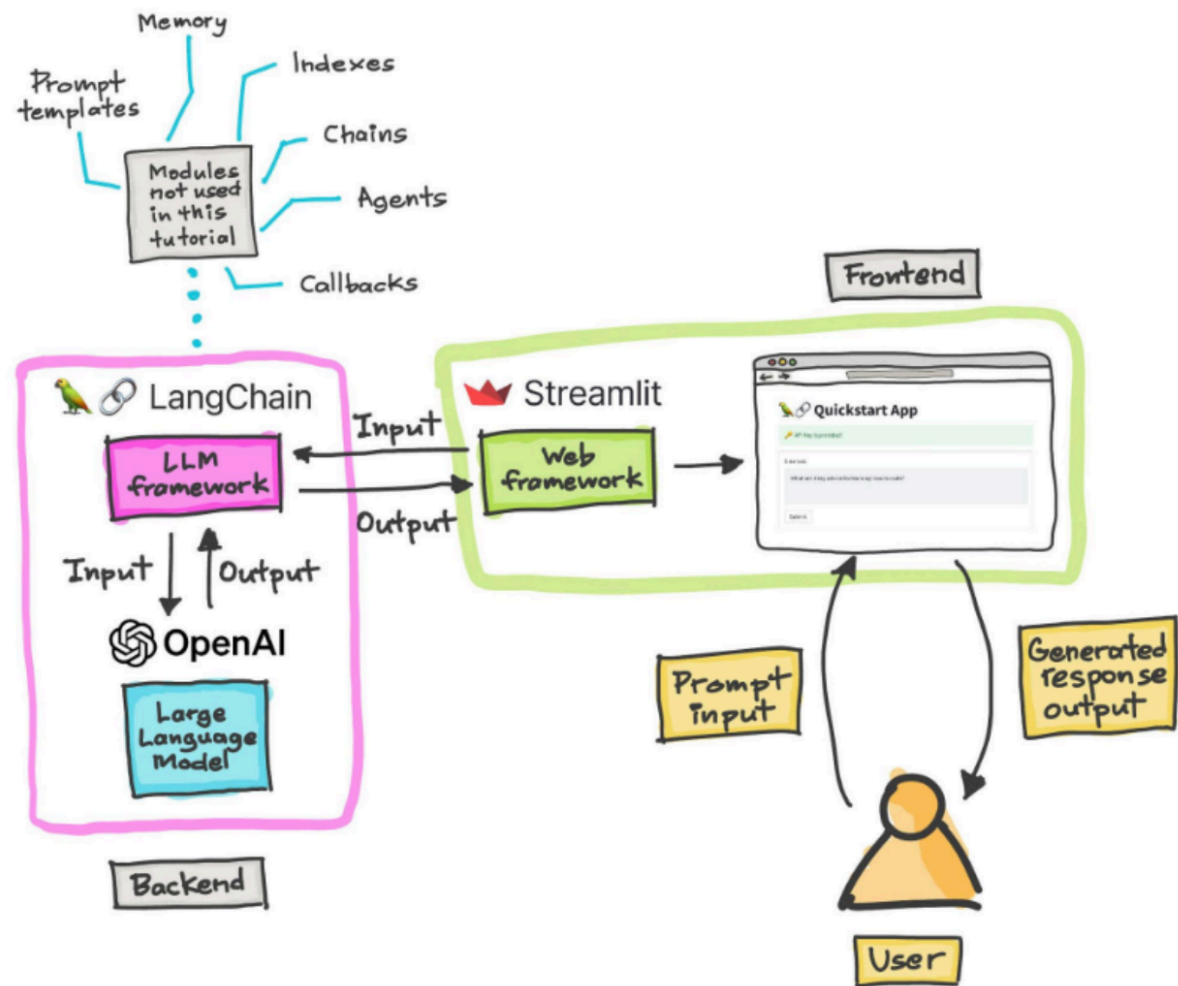 Memory
Indexes
Prompt
templates
Chains
Modules
not used
in this
tutorial
Agents
Callbacks
Frontend
LangChain
Streamlit
Quickstart App
Input
LLM
framework
Web
framework
Output
Submit
Input
Output
OpenAI
Prompt
input
Generated
response
output
Large
Language
Model
Backend
User